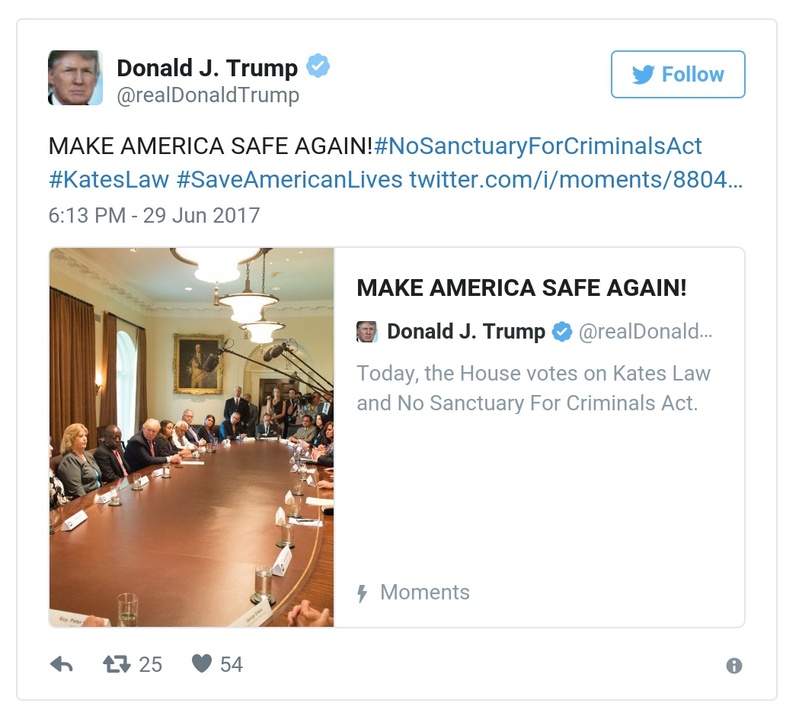 Donald J. Trump
@realDonaldTrump
Follow
MAKE AMERICA SAFE AGAIN!#NoSanctuaryForCriminalsAct
#KatesLaw #SaveAmericanLives twitter.com/i/moments/8804…
6:13 PM - 29 Jun 2017
MAKE AMERICA SAFE AGAIN!
Donald J. Trump @realDonald…
Today, the House votes on Kates Law
and No Sanctuary For Criminals Act.
Moments
Rep. Peter
25 54